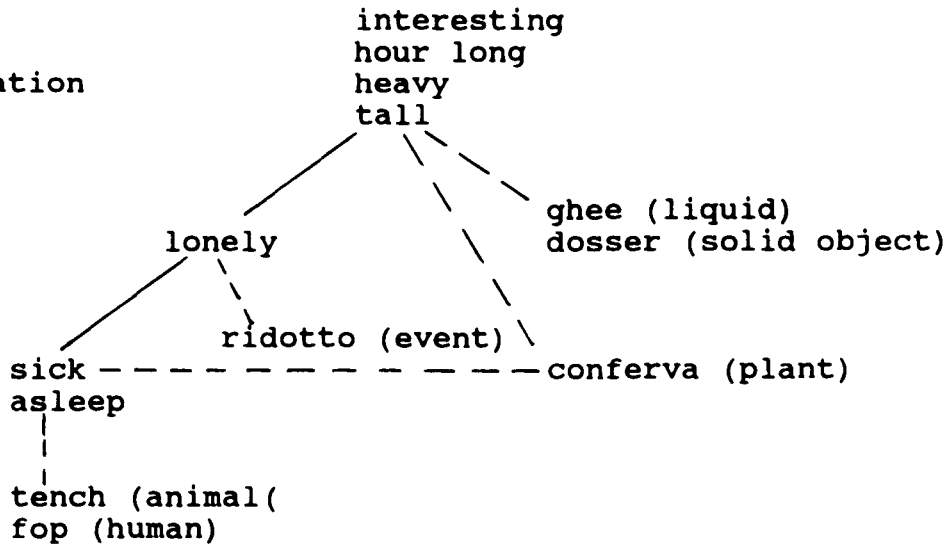 interesting
hour long
ation heavy
tall
ghee (liquid)
lonely dosser (solid object)
ridotto (event)
sick conferva (plant)
asleep
tench (animal(
fop (human)